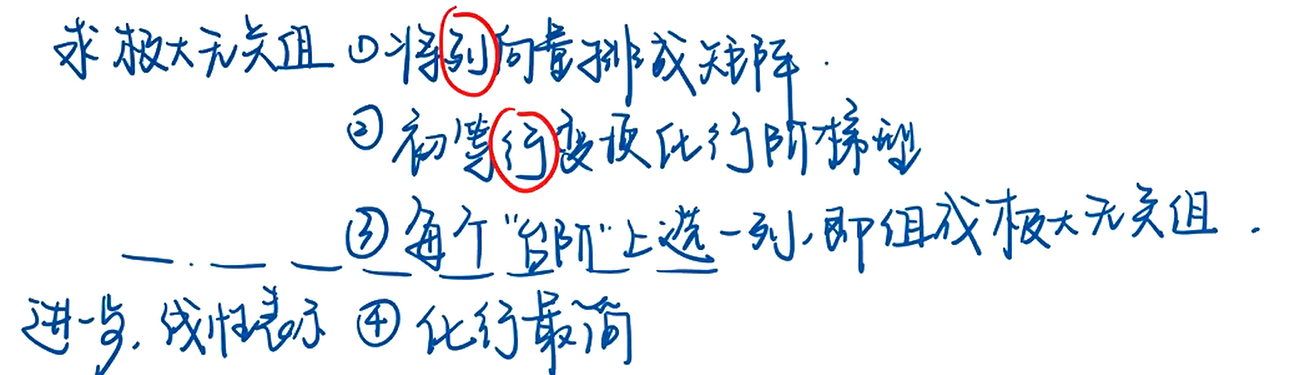 求极大无关组 ①将列向量排成矩阵.
②初等行变换化行阶梯型
③每个"台阶"上选一列,即组成极大无关组.
进一步,线性表示 ④化行最简